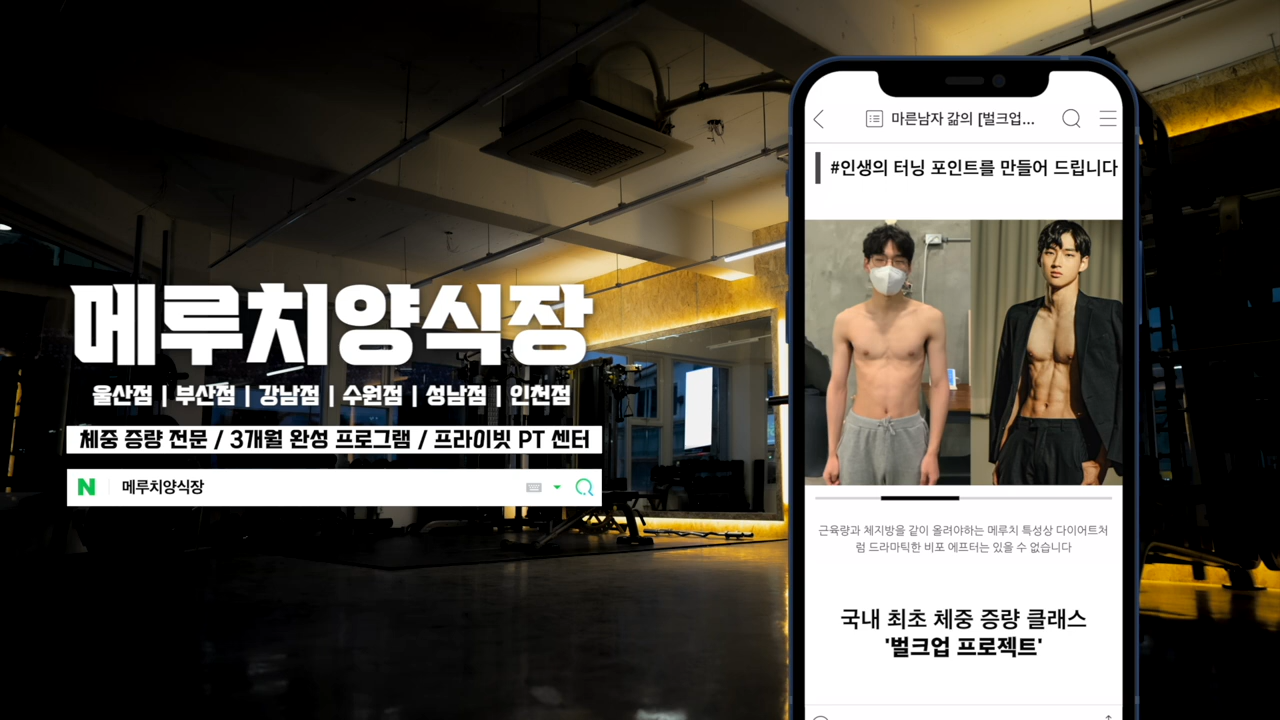 메루치양식장
울산점 | 부산점 | 강남점 | 수원점 | 성남점 | 인천점
체중 증량 전문 / 3개월 완성 프로그램 / 프라이빗 PT 센터
N 메루치양식장
마른남자 갊의 [벌크업...
#인생의 터닝 포인트를 만들어 드립니다
근육량과 체지방을 같이 올려야하는 메루치 특성상 다이어트처
럼 드라마틱한 비포 에프터는 있을 수 없습니다
국내 최초 체중 증량 클래스
'벌크업 프로젝트'